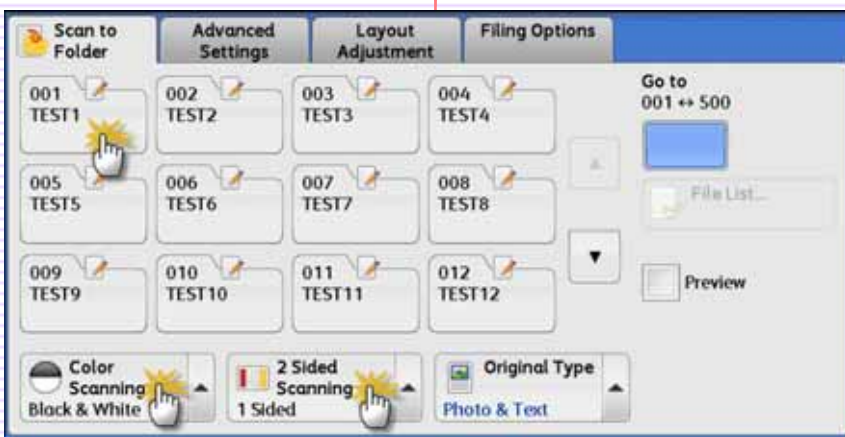 Scan to
Folder
Advanced
Settings
Layout
Adjustment
Filing Options
001
TEST1
002
TEST2
003
TEST3
004
TEST4
Go to
001 ↔ 500
005
TEST5
006
TEST6
007
TEST7
008
TEST8
File List...
009
TEST9
010
TEST10
011
TEST11
012
TEST12
Preview
Color
Scanning
Black & White
2 Sided
Scanning
1 Sided
Original Type
Photo & Text